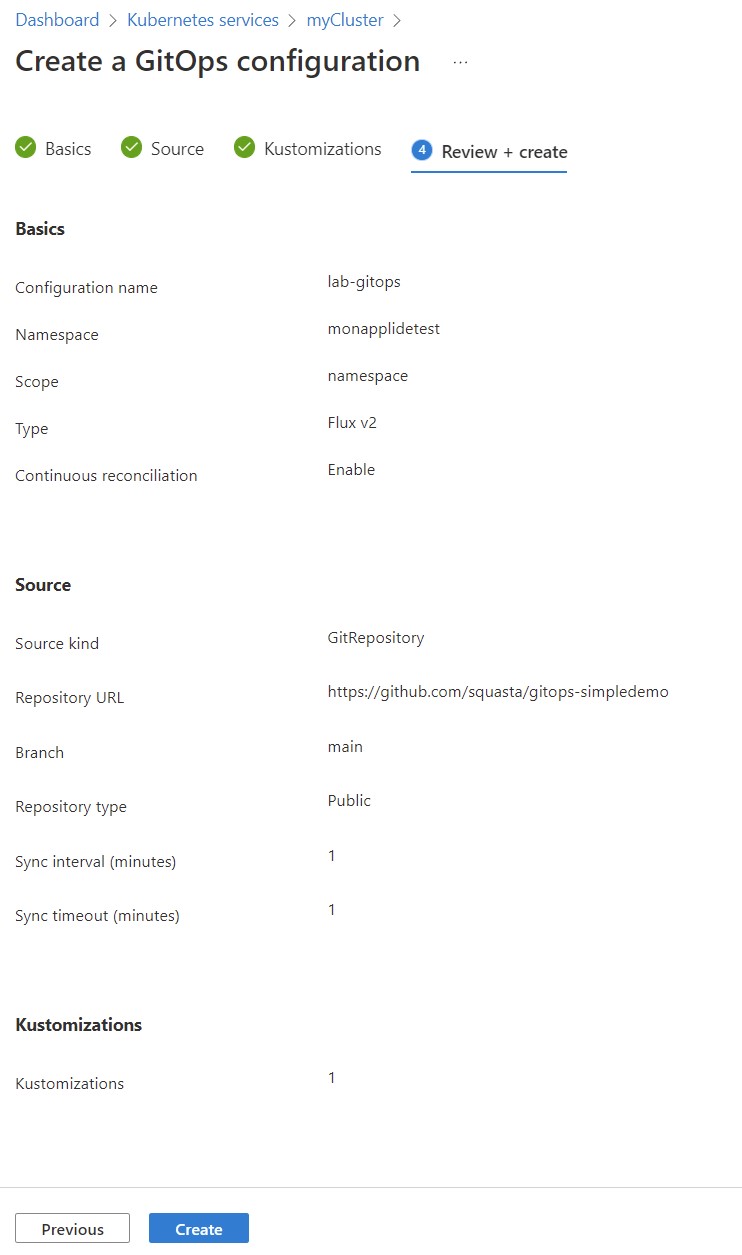 Dashboard > Kubernetes services > myCluster >
Create a GitOps configuration ...
Basics Source Kustomizations 4 Review + create
Basics
Configuration name lab-gitops
Namespace monapplidetest
Scope namespace
Type Flux v2
Continuous reconciliation Enable
Source
Source kind GitRepository
Repository URL https://github.com/squasta/gitops-simpledemo
Branch main
Repository type Public
Sync interval (minutes) 1
Sync timeout (minutes) 1
Kustomizations
Kustomizations 1
Previous Create